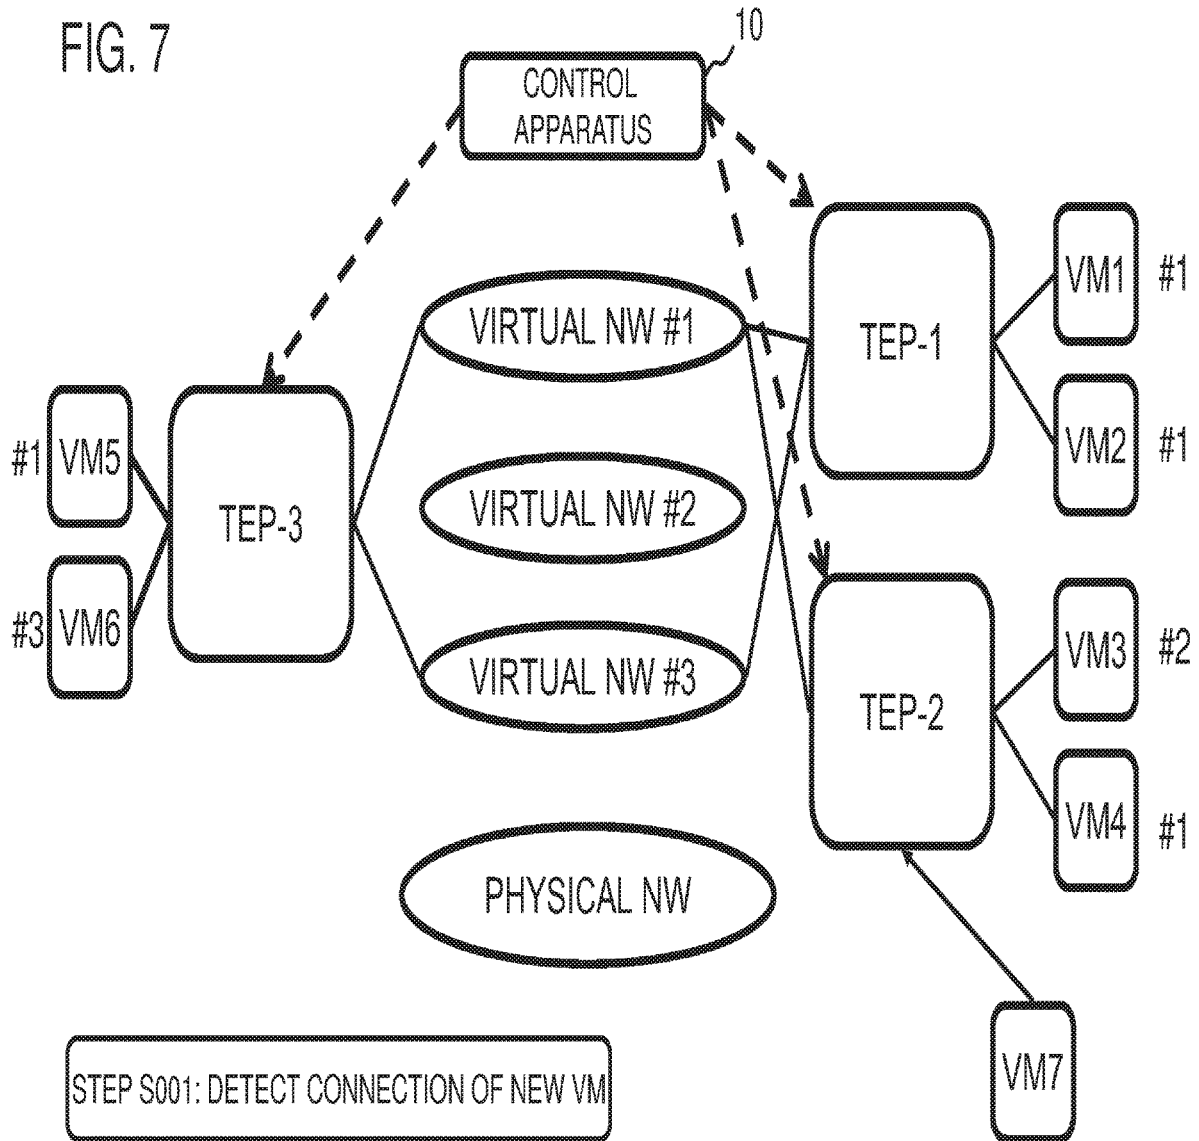 FIG. 7
10
CONTROL
APPARATUS
VIRTUAL NW #1
TEP-1
VM1
#1
VM2
#1
#1
VM5
TEP-3
VIRTUAL NW #2
#3
VM6
VIRTUAL NW #3
TEP-2
VM3
#2
VM4
#1
PHYSICAL NW
VM7
STEP S001: DETECT CONNECTION OF NEW VM